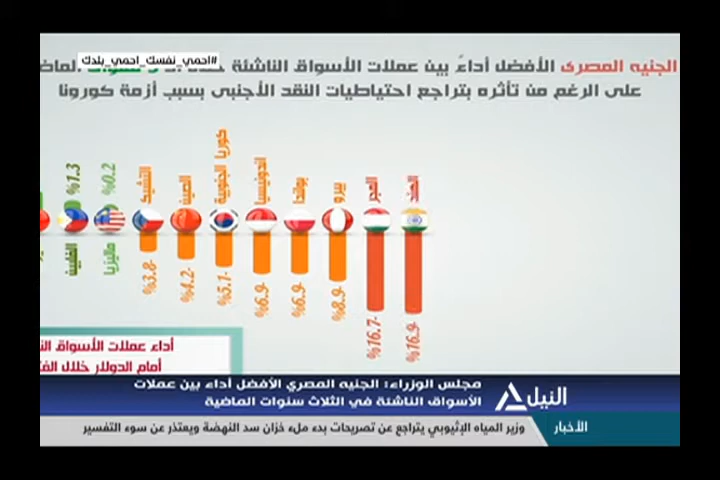 #احمي_نفسك_احمي_بلدك
الجنيه المصرى الأفضل أداءً بين عملات الأسواق الناشئة
على الرغم من تأثره بتراجع احتياطيات النقد الأجنبى بسبب أزمة كورونا
%1.3 %0.2 التشيك الصين كوريا الجنوبية اندونيسيا بولندا بيرو المجر الهند
الفلبين ماليزيا %3.8- %4.2- %5.1- %6.9- %6.9- %8.9- %16.7- %16.9-
أداء عملات الأسواق
أمام الدولار خلال
مجلس الوزراء: الجنيه المصري الأفضل أداء بين عملات
الأسواق الناشئة في الثلاث سنوات الماضية
النيل
الأخبار
وزير المياه الإثيوبي يتراجع عن تصريحات بدء ملء خزان سد النهضة ويعتذر عن سوء التفسير